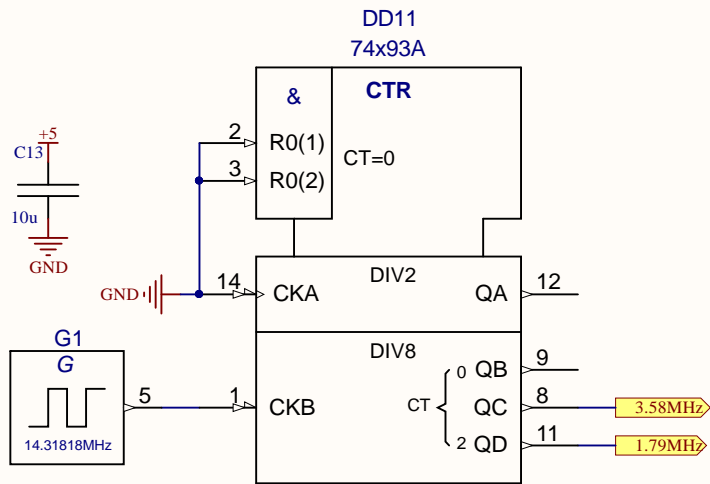 DD11
74x93A
& CTR
+5
C13
2 R0(1)
CT=0
3 R0(2)
10u
GND
DIV2
GND 14 CKA QA 12
G1
G
DIV8
0 QB 9
5 1 CKB CT QC 8 3.58MHz
14.31818MHz
2 QD 11 1.79MHz